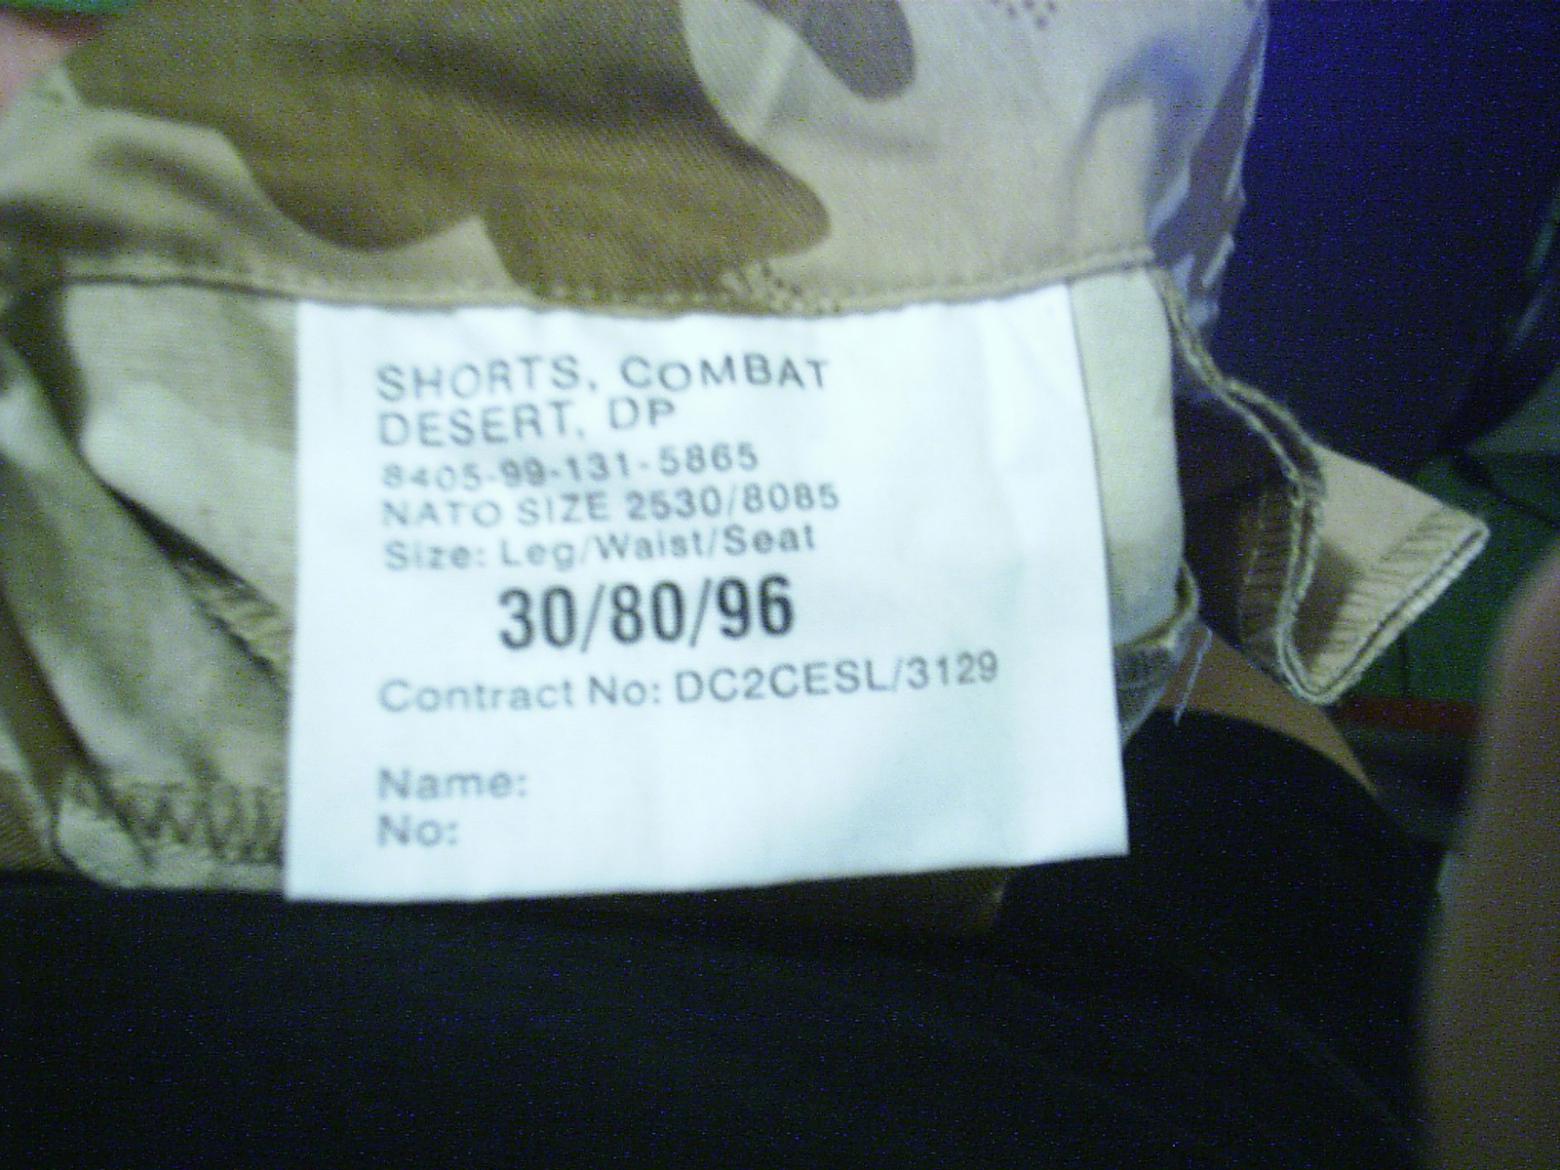 SHORTS, COMBAT
DESERT, DP
8405-99-131-5865
NATO SIZE 2530/8085
Size: Leg/Waist/Seat
30/80/96
Contract No: DC2CESL/3129
Name:
No: